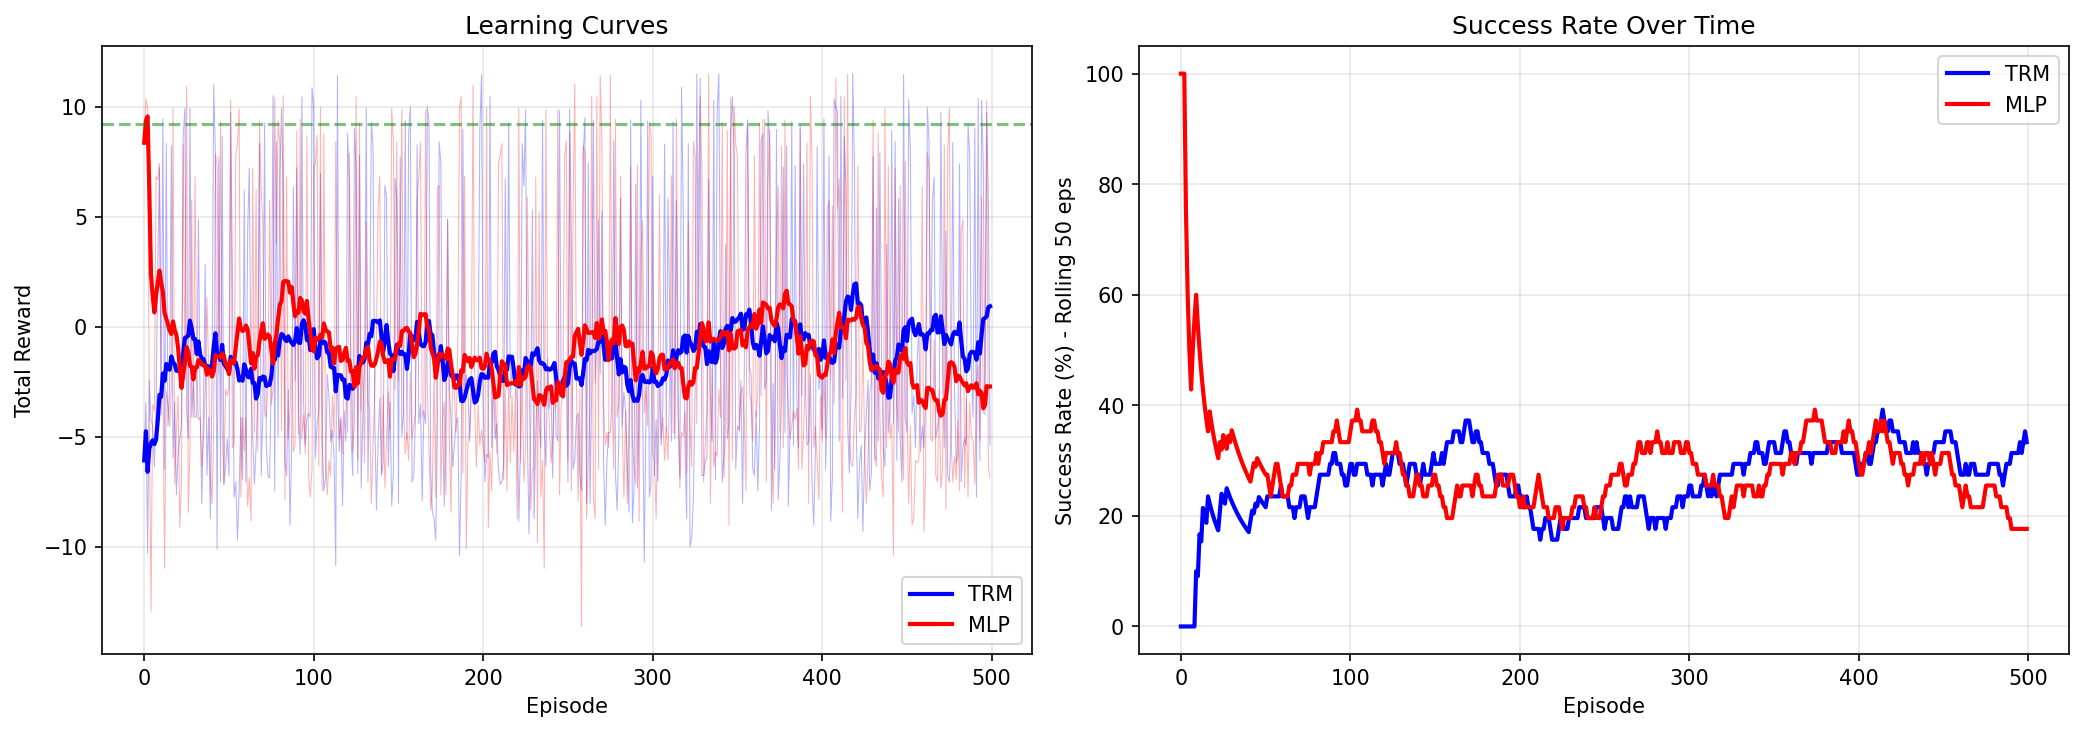 Learning Curves
Total Reward
10
5
0
−5
−10
0 100 200 300 400 500
Episode
TRM
MLP
Success Rate Over Time
Success Rate (%) - Rolling 50 eps
100
80
60
40
20
0
0 100 200 300 400 500
Episode
TRM
MLP